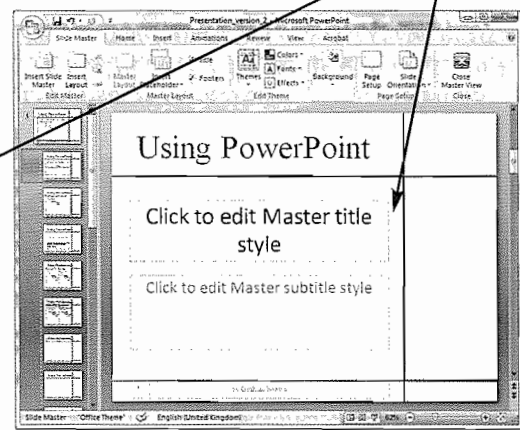 Presentation_version_2 - Microsoft PowerPoint
Slide Master Home Insert Animations Review View Acrobat
Colors
Fonts
Effects
Insert Slide Master Insert Layout Master Layout Footers Themes Background Page Setup Slide Orientation Close Master View
Edit Master Master Layout Edit Theme Page Setup Close
Using PowerPoint
Click to edit Master title
style
Click to edit Master subtitle style
Slide Master "Office Theme" English (United Kingdom) 62%